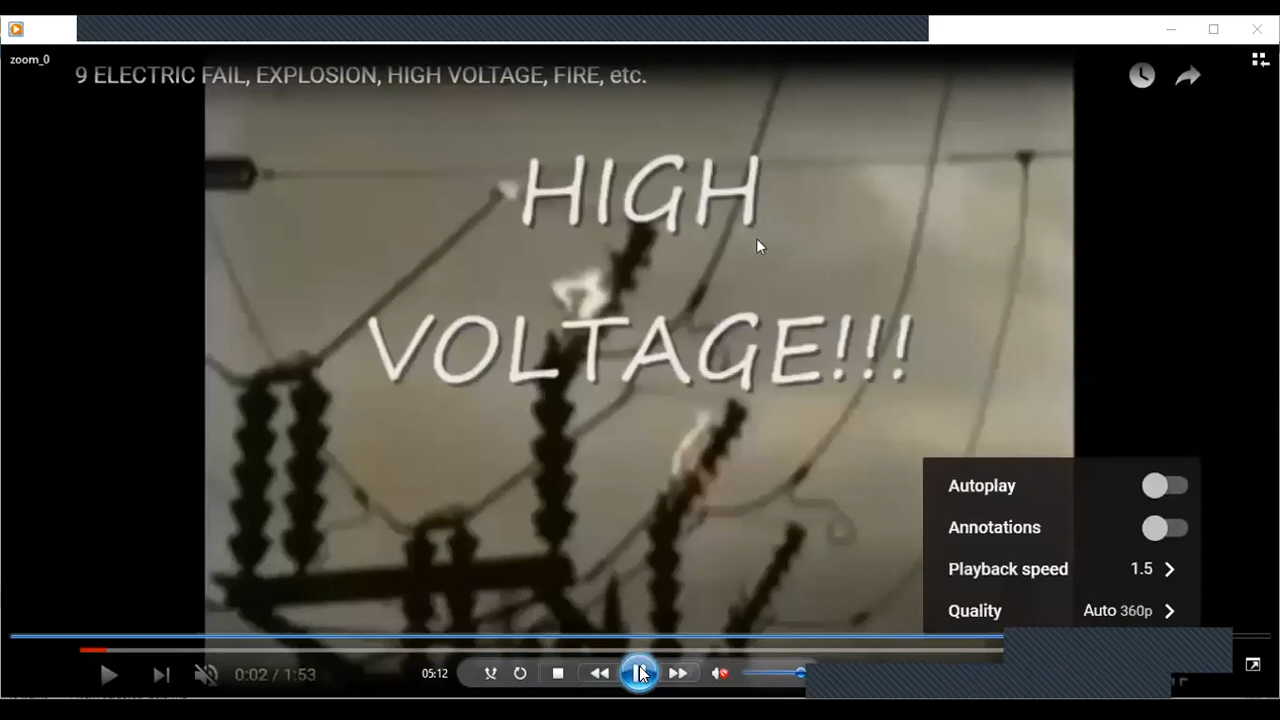 zoom_0
9 ELECTRIC FAIL, EXPLOSION, HIGH VOLTAGE, FIRE, etc.
HIGH
VOLTAGE!!!
Autoplay
Annotations
Playback speed 1.5
Quality Auto 360p
0:02 / 1:53
05:12